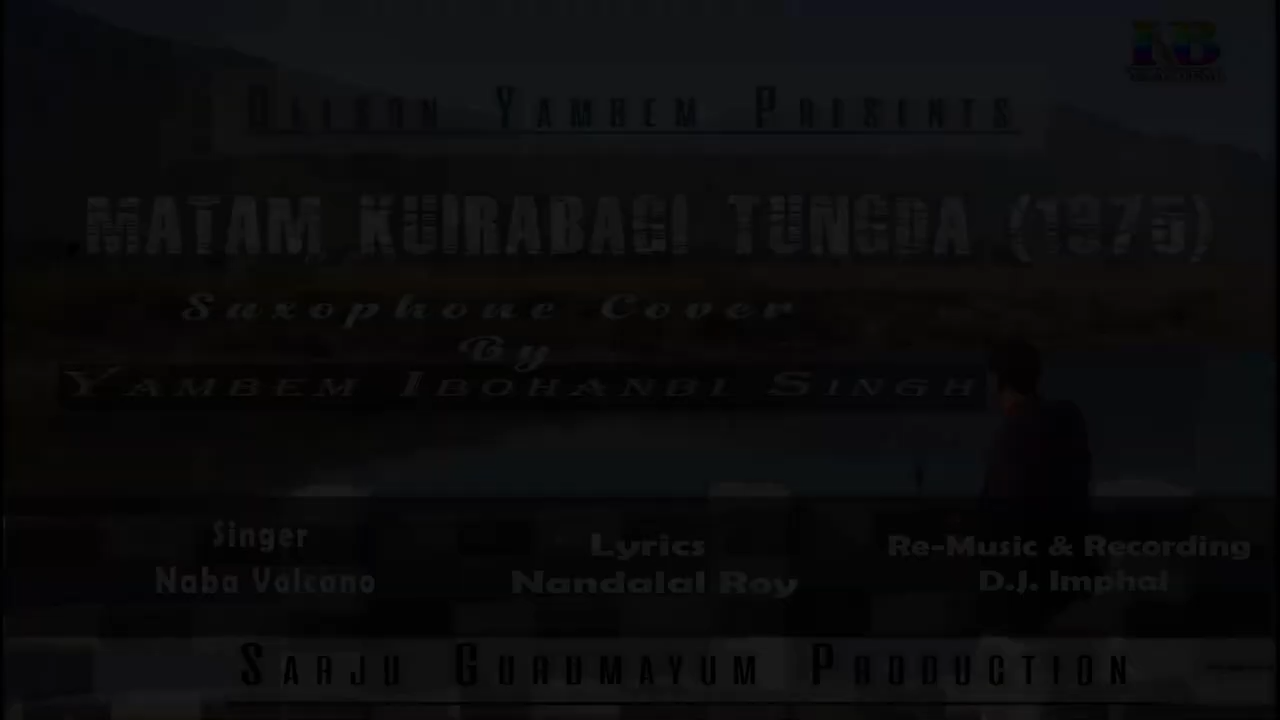 Yambem Presents
MATAM KUIRABAGI TUNGDA (1975)
Saxophone Cover
By
Yambem Ibohanbi Singh
Singer
Naba Valcano
Lyrics
Nandalal Roy
Re-Music & Recording
D.J. Imphal
Sarju Gurumayum Production